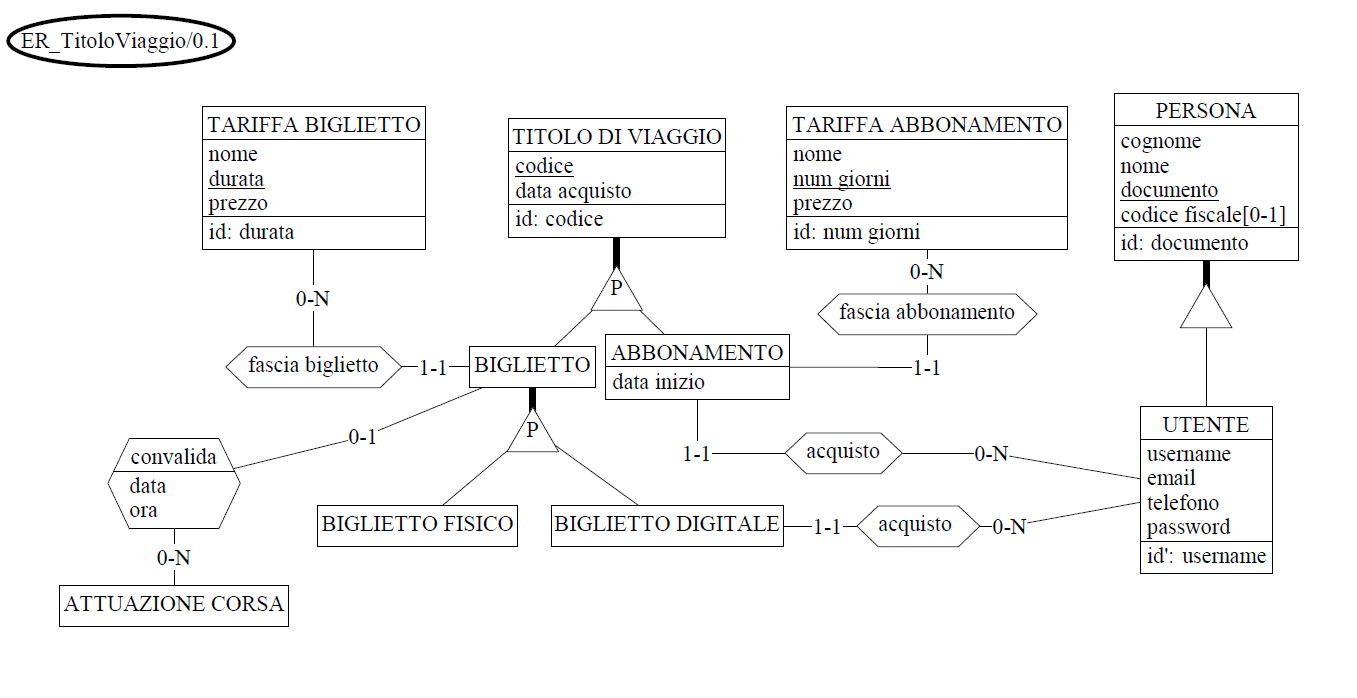 ER_TitoloViaggio/0.1
TARIFFA BIGLIETTO
nome
durata
prezzo
id: durata
TITOLO DI VIAGGIO
codice
data acquisto
id: codice
TARIFFA ABBONAMENTO
nome
num giorni
prezzo
id: num giorni
PERSONA
cognome
nome
documento
codice fiscale[0-1]
id: documento
0-N
P
0-N
fascia abbonamento
1-1
fascia biglietto
1-1
BIGLIETTO
ABBONAMENTO
data inizio
0-1
P
1-1
acquisto
0-N
UTENTE
username
email
telefono
password
id': username
convalida
data
ora
BIGLIETTO FISICO
BIGLIETTO DIGITALE
1-1
acquisto
0-N
0-N
ATTUAZIONE CORSA